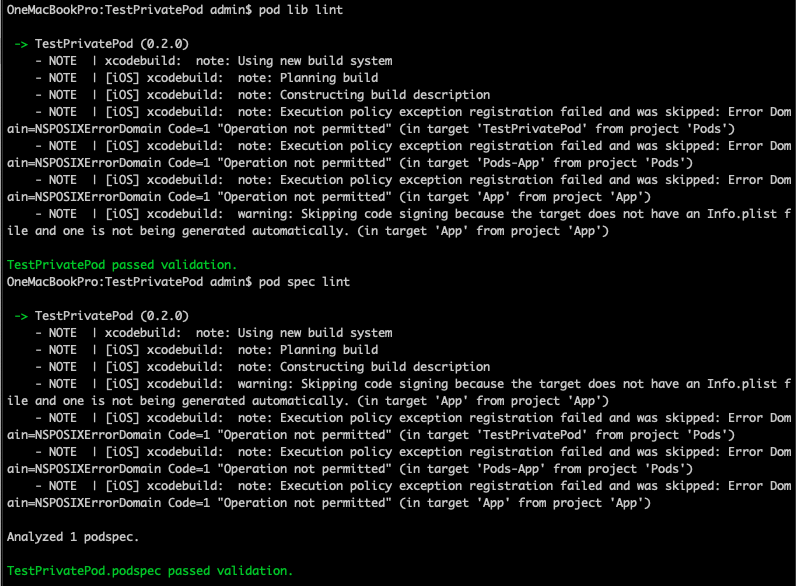 OneMacBookPro:TestPrivatePod admin$ pod lib lint
-> TestPrivatePod (0.2.0)
- NOTE | xcodebuild: note: Using new build system
- NOTE | [iOS] xcodebuild: note: Planning build
- NOTE | [iOS] xcodebuild: note: Constructing build description
- NOTE | [iOS] xcodebuild: note: Execution policy exception registration failed and was skipped: Error Dom
ain=NSPOSIXErrorDomain Code=1 "Operation not permitted" (in target 'TestPrivatePod' from project 'Pods')
- NOTE | [iOS] xcodebuild: note: Execution policy exception registration failed and was skipped: Error Dom
ain=NSPOSIXErrorDomain Code=1 "Operation not permitted" (in target 'Pods-App' from project 'Pods')
- NOTE | [iOS] xcodebuild: note: Execution policy exception registration failed and was skipped: Error Dom
ain=NSPOSIXErrorDomain Code=1 "Operation not permitted" (in target 'App' from project 'App')
- NOTE | [iOS] xcodebuild: warning: Skipping code signing because the target does not have an Info.plist f
ile and one is not being generated automatically. (in target 'App' from project 'App')
TestPrivatePod passed validation.
OneMacBookPro:TestPrivatePod admin$ pod spec lint
-> TestPrivatePod (0.2.0)
- NOTE | xcodebuild: note: Using new build system
- NOTE | [iOS] xcodebuild: note: Planning build
- NOTE | [iOS] xcodebuild: note: Constructing build description
- NOTE | [iOS] xcodebuild: warning: Skipping code signing because the target does not have an Info.plist f
ile and one is not being generated automatically. (in target 'App' from project 'App')
- NOTE | [iOS] xcodebuild: note: Execution policy exception registration failed and was skipped: Error Dom
ain=NSPOSIXErrorDomain Code=1 "Operation not permitted" (in target 'TestPrivatePod' from project 'Pods')
- NOTE | [iOS] xcodebuild: note: Execution policy exception registration failed and was skipped: Error Dom
ain=NSPOSIXErrorDomain Code=1 "Operation not permitted" (in target 'Pods-App' from project 'Pods')
- NOTE | [iOS] xcodebuild: note: Execution policy exception registration failed and was skipped: Error Dom
ain=NSPOSIXErrorDomain Code=1 "Operation not permitted" (in target 'App' from project 'App')
Analyzed 1 podspec.
TestPrivatePod.podspec passed validation.